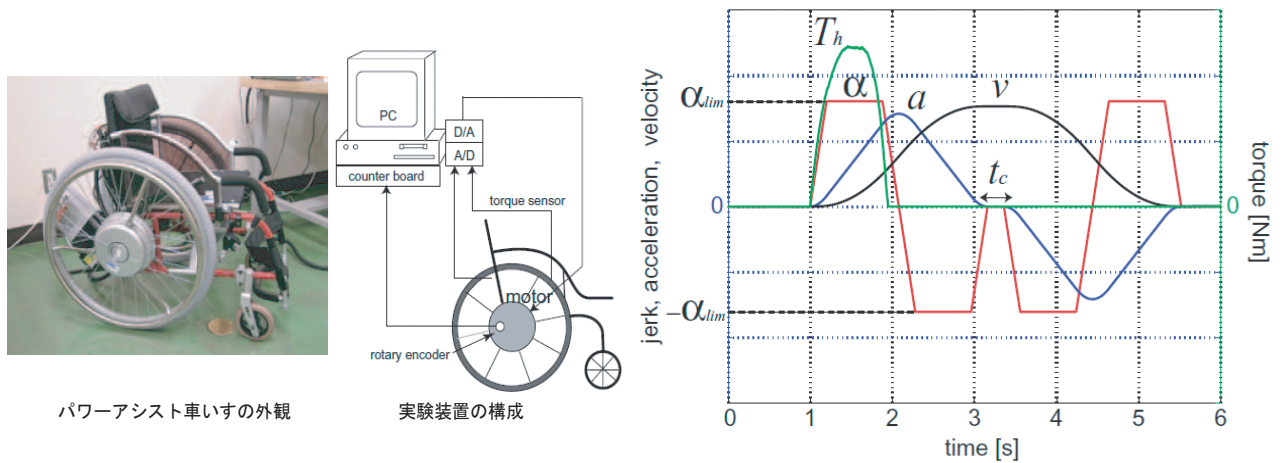 パワーアシスト車いすの外観
PC
D/A
A/D
counter board
torque sensor
motor
rotary encoder
実験装置の構成
jerk, acceleration, velocity
αlim
0
−αlim
Th
α
a
v
tc
0
torque [Nm]
0 1 2 3 4 5 6
time [s]